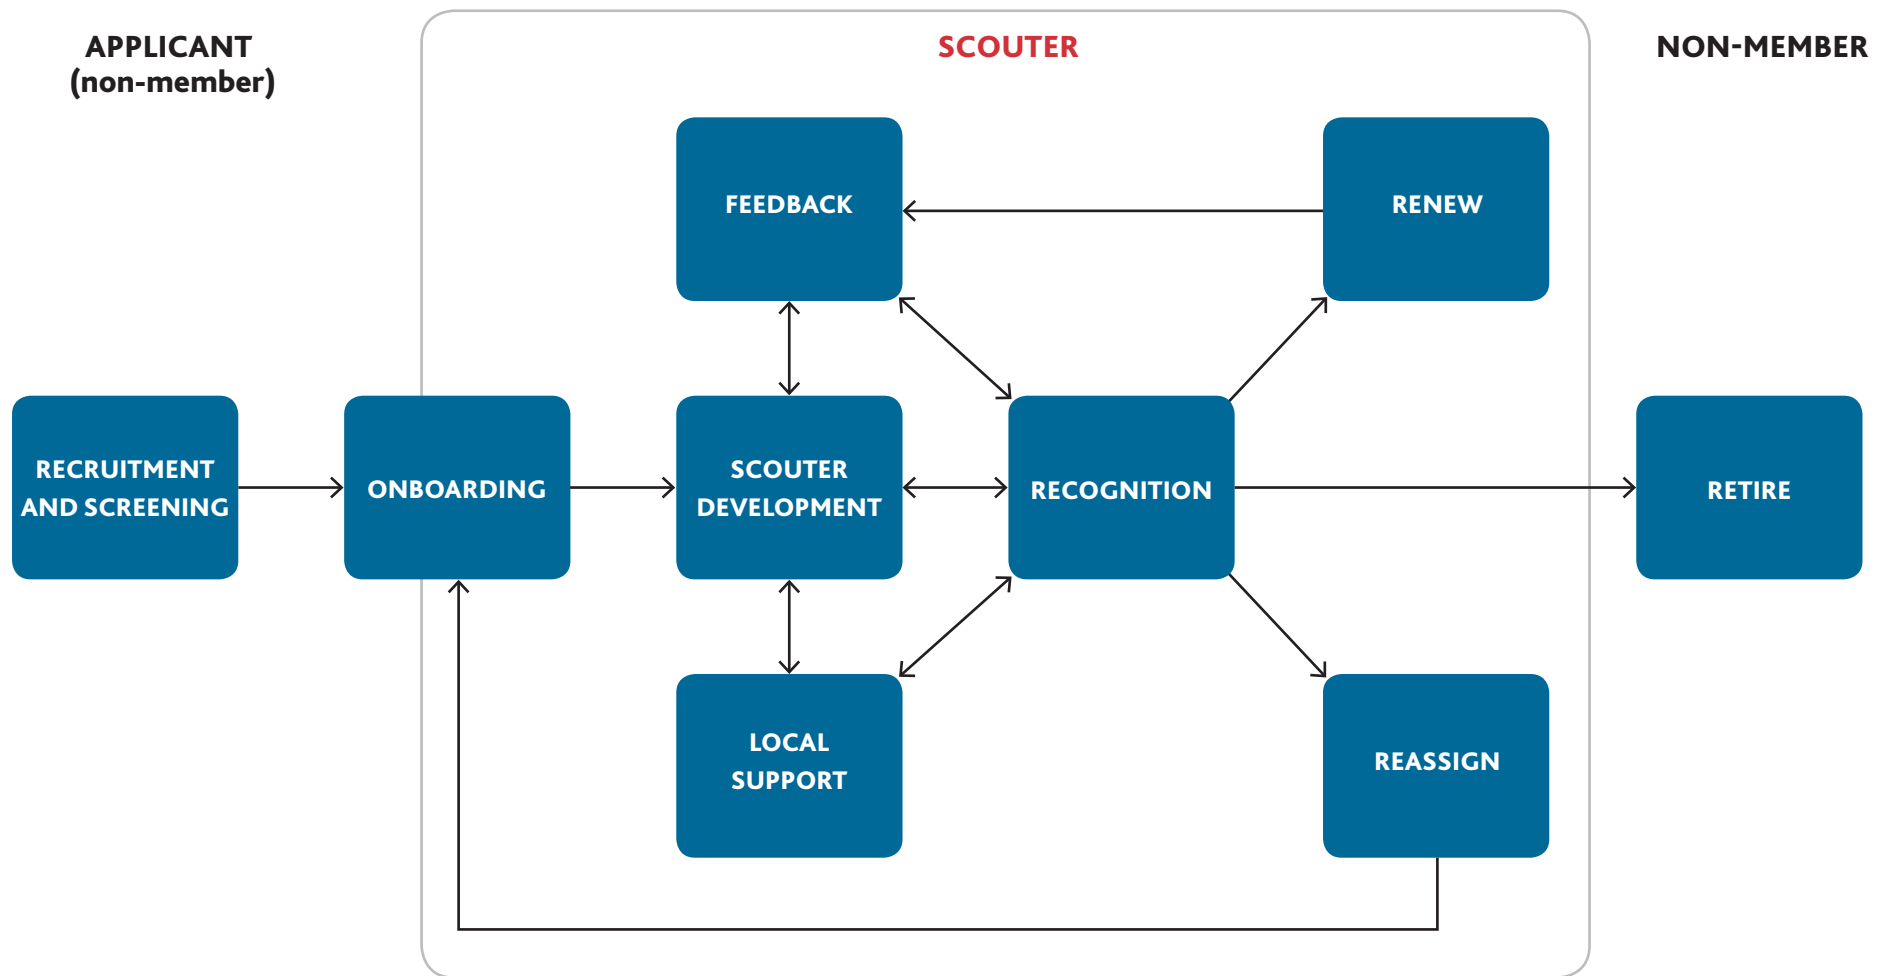 APPLICANT
(non-member)
SCOUTER
NON-MEMBER
FEEDBACK
RENEW
RECRUITMENT
AND SCREENING
ONBOARDING
SCOUTER
DEVELOPMENT
RECOGNITION
RETIRE
LOCAL
SUPPORT
REASSIGN